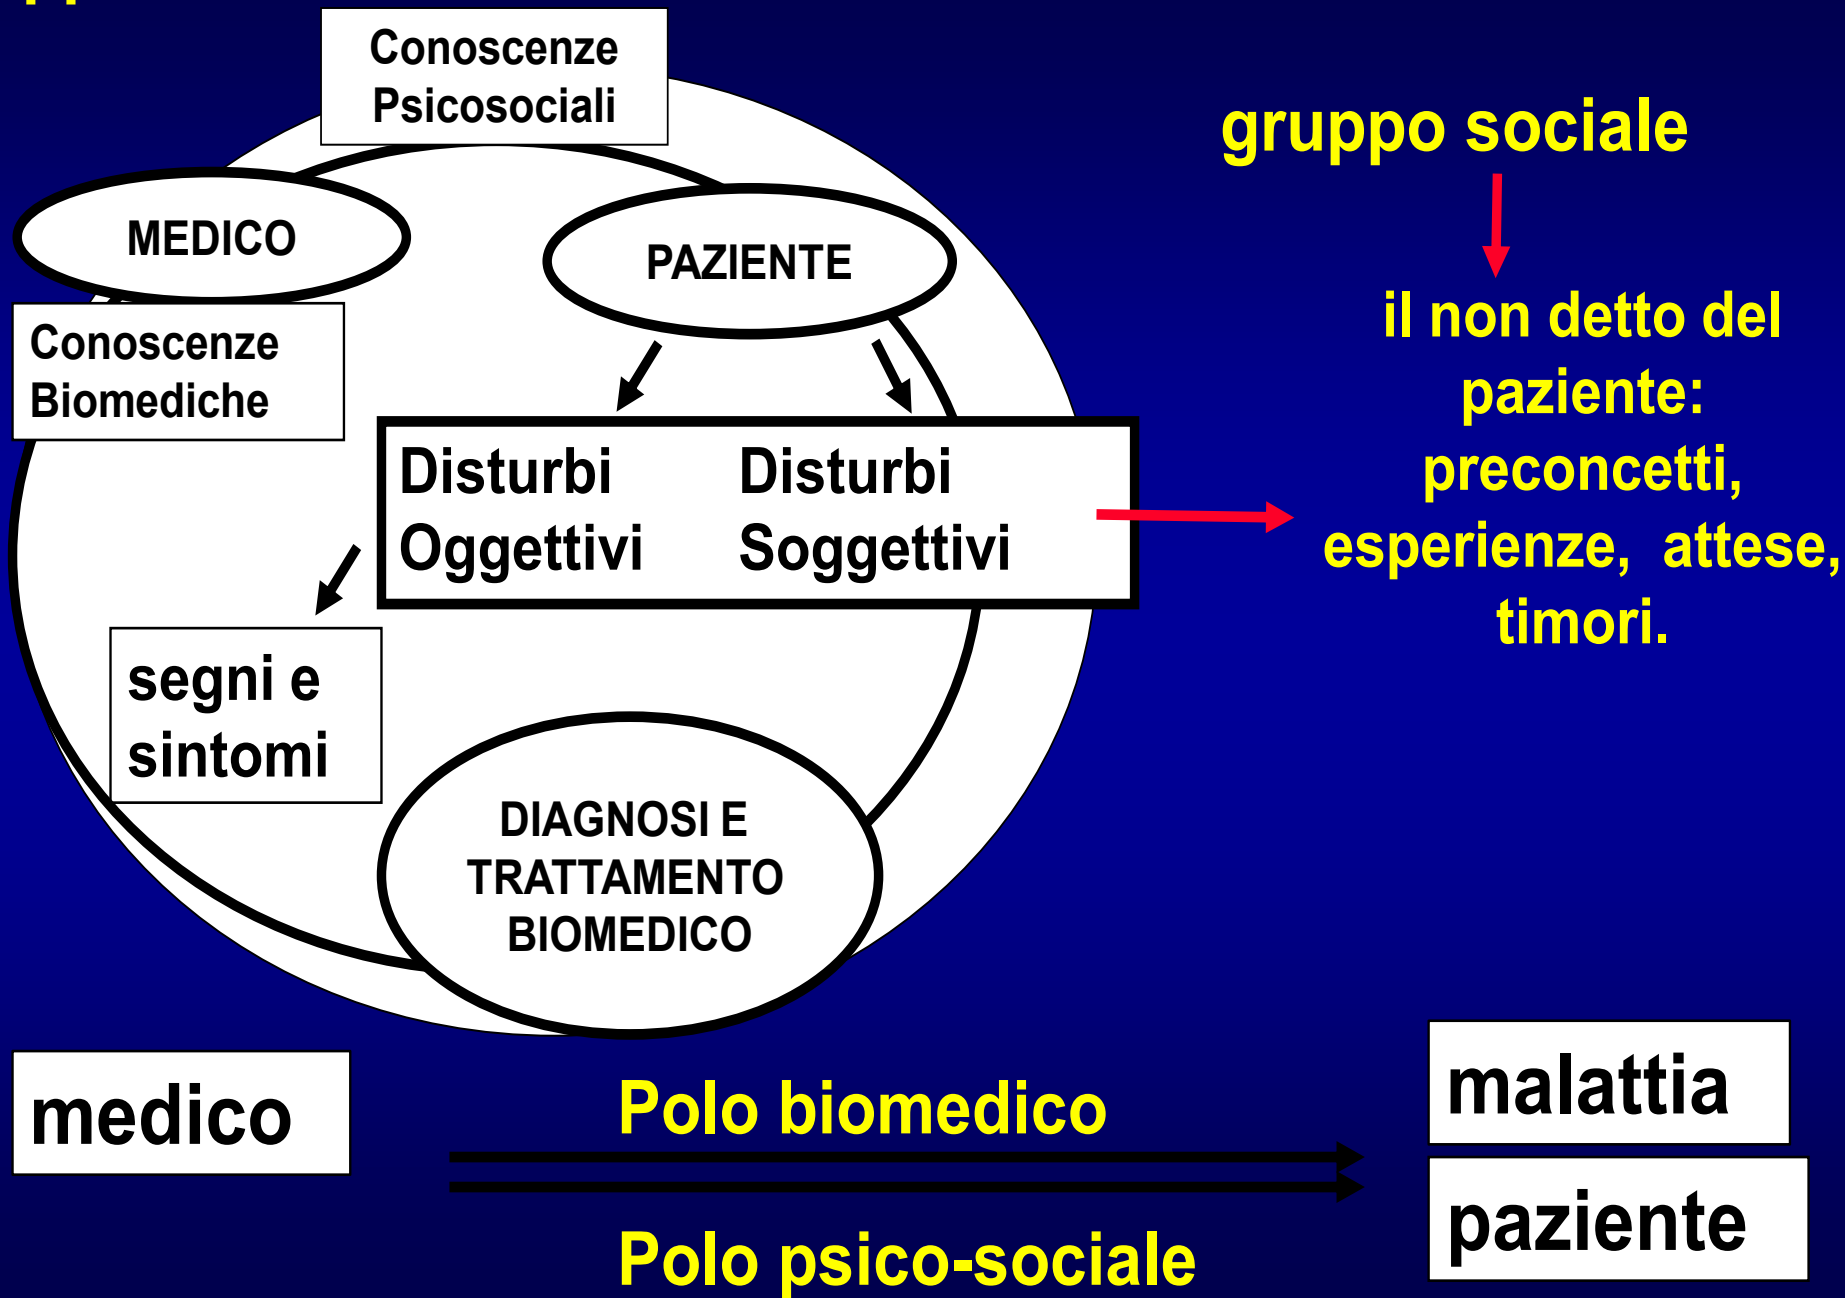 Conoscenze
Psicosociali
MEDICO
PAZIENTE
Conoscenze
Biomediche
Disturbi Disturbi
Oggettivi Soggettivi
segni e
sintomi
DIAGNOSI E
TRATTAMENTO
BIOMEDICO
gruppo sociale
il non detto del
paziente:
preconcetti,
esperienze, attese,
timori.
medico
Polo biomedico
Polo psico-sociale
malattia
paziente